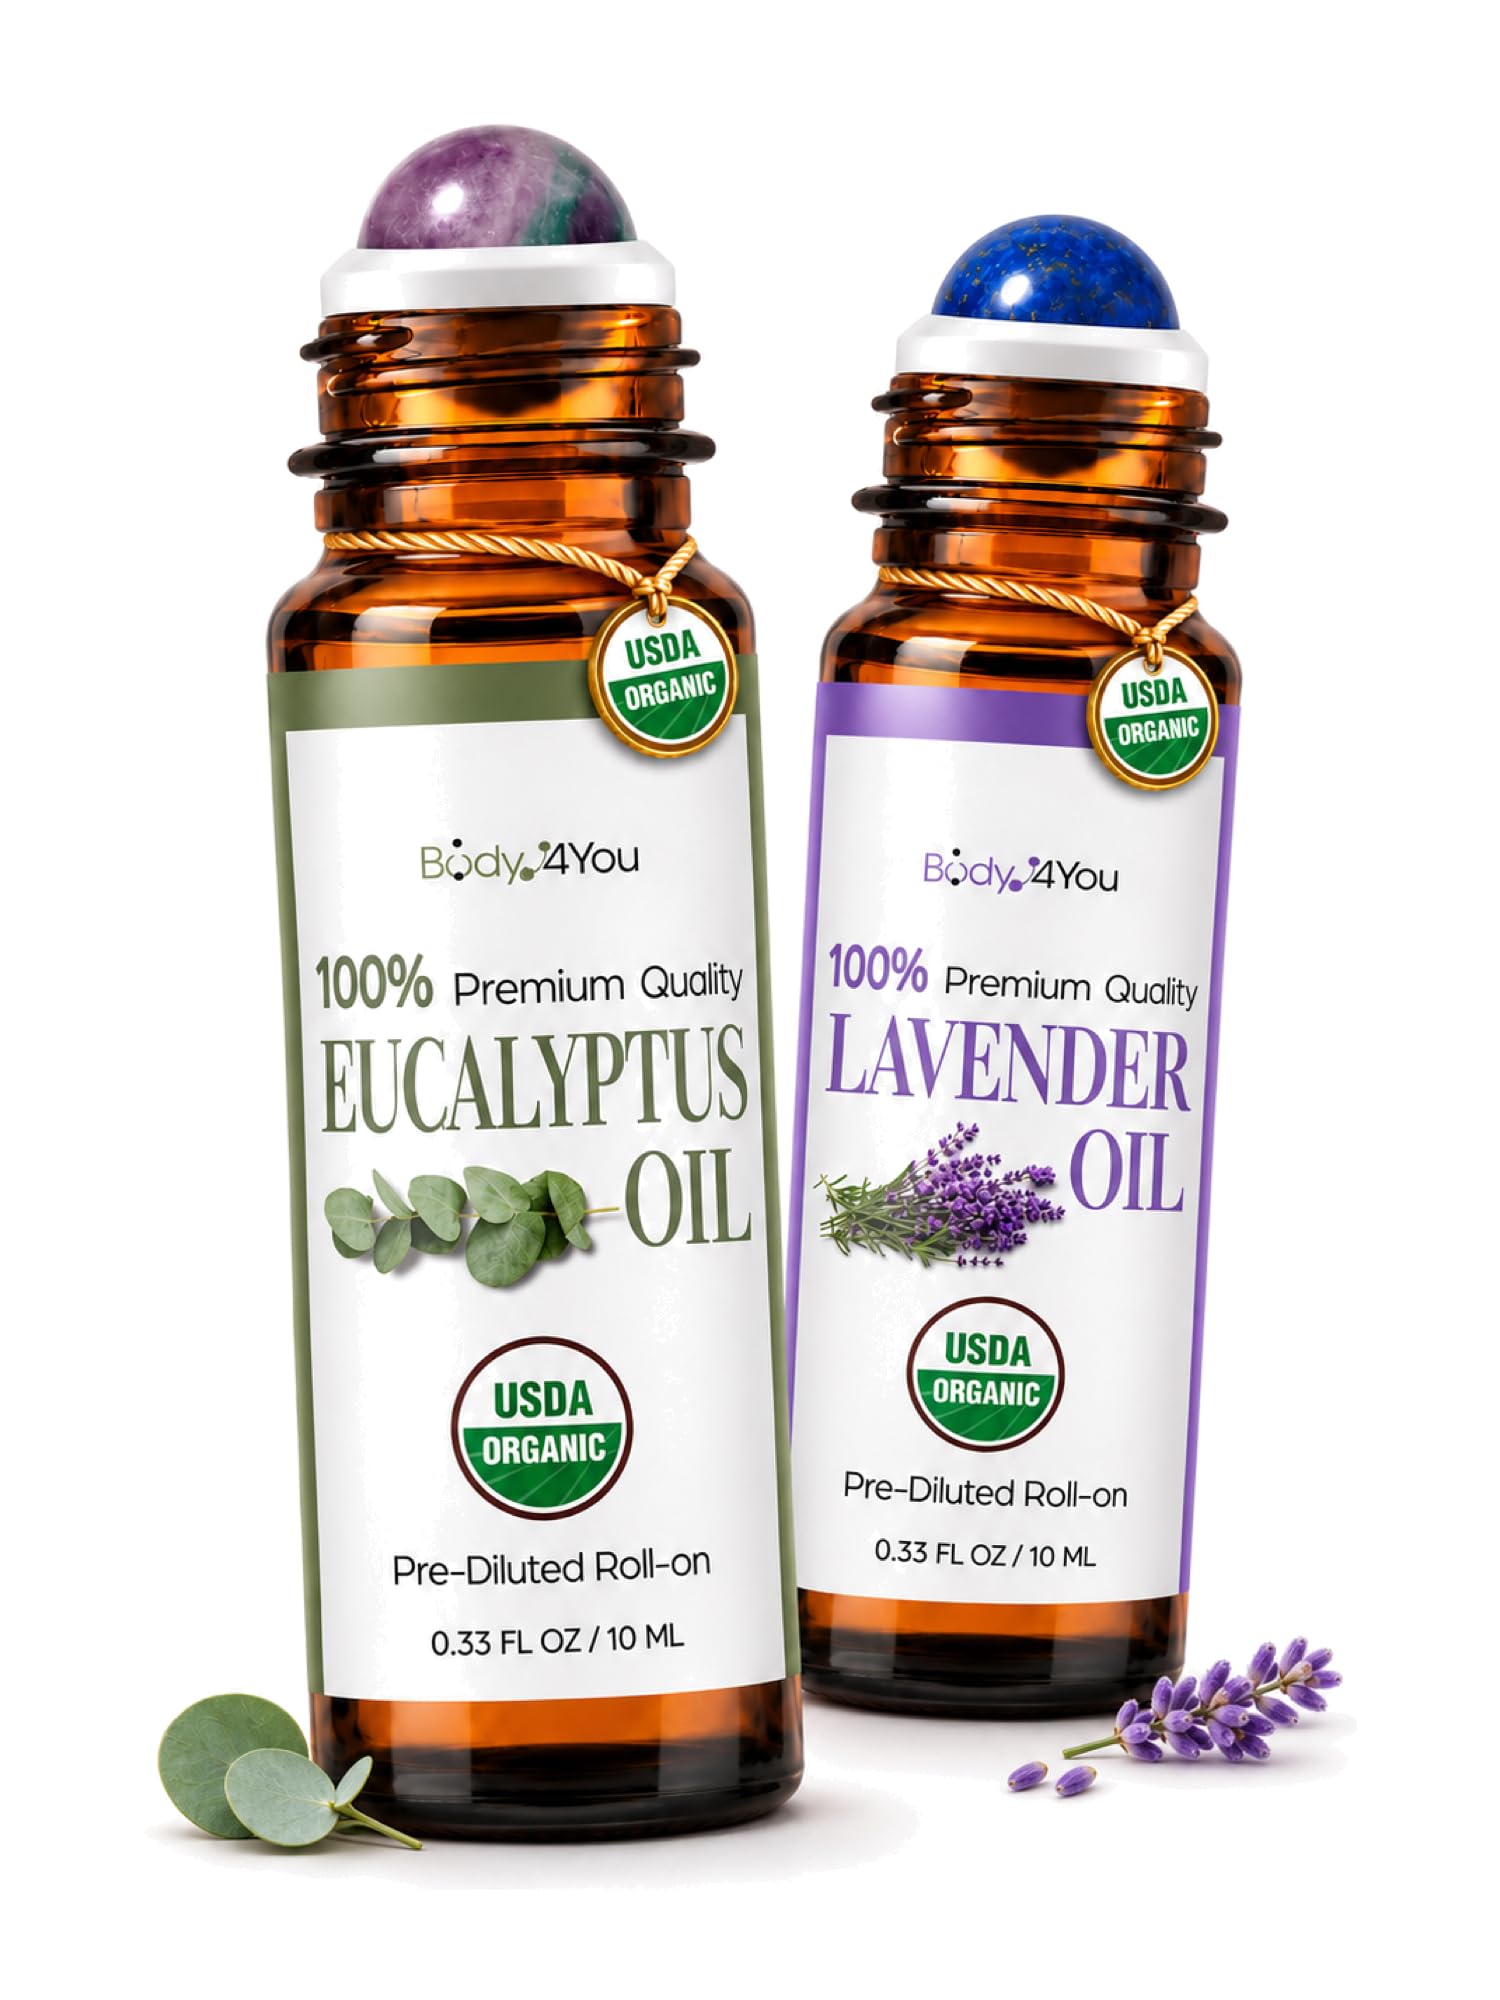 USDA
ORGANIC
Body4You
100% Premium Quality
EUCALYPTUS
OIL
USDA
ORGANIC
Pre-Diluted Roll-on
0.33 FL OZ / 10 ML
USDA
ORGANIC
Body4You
100% Premium Quality
LAVENDER
OIL
USDA
ORGANIC
Pre-Diluted Roll-on
0.33 FL OZ / 10 ML